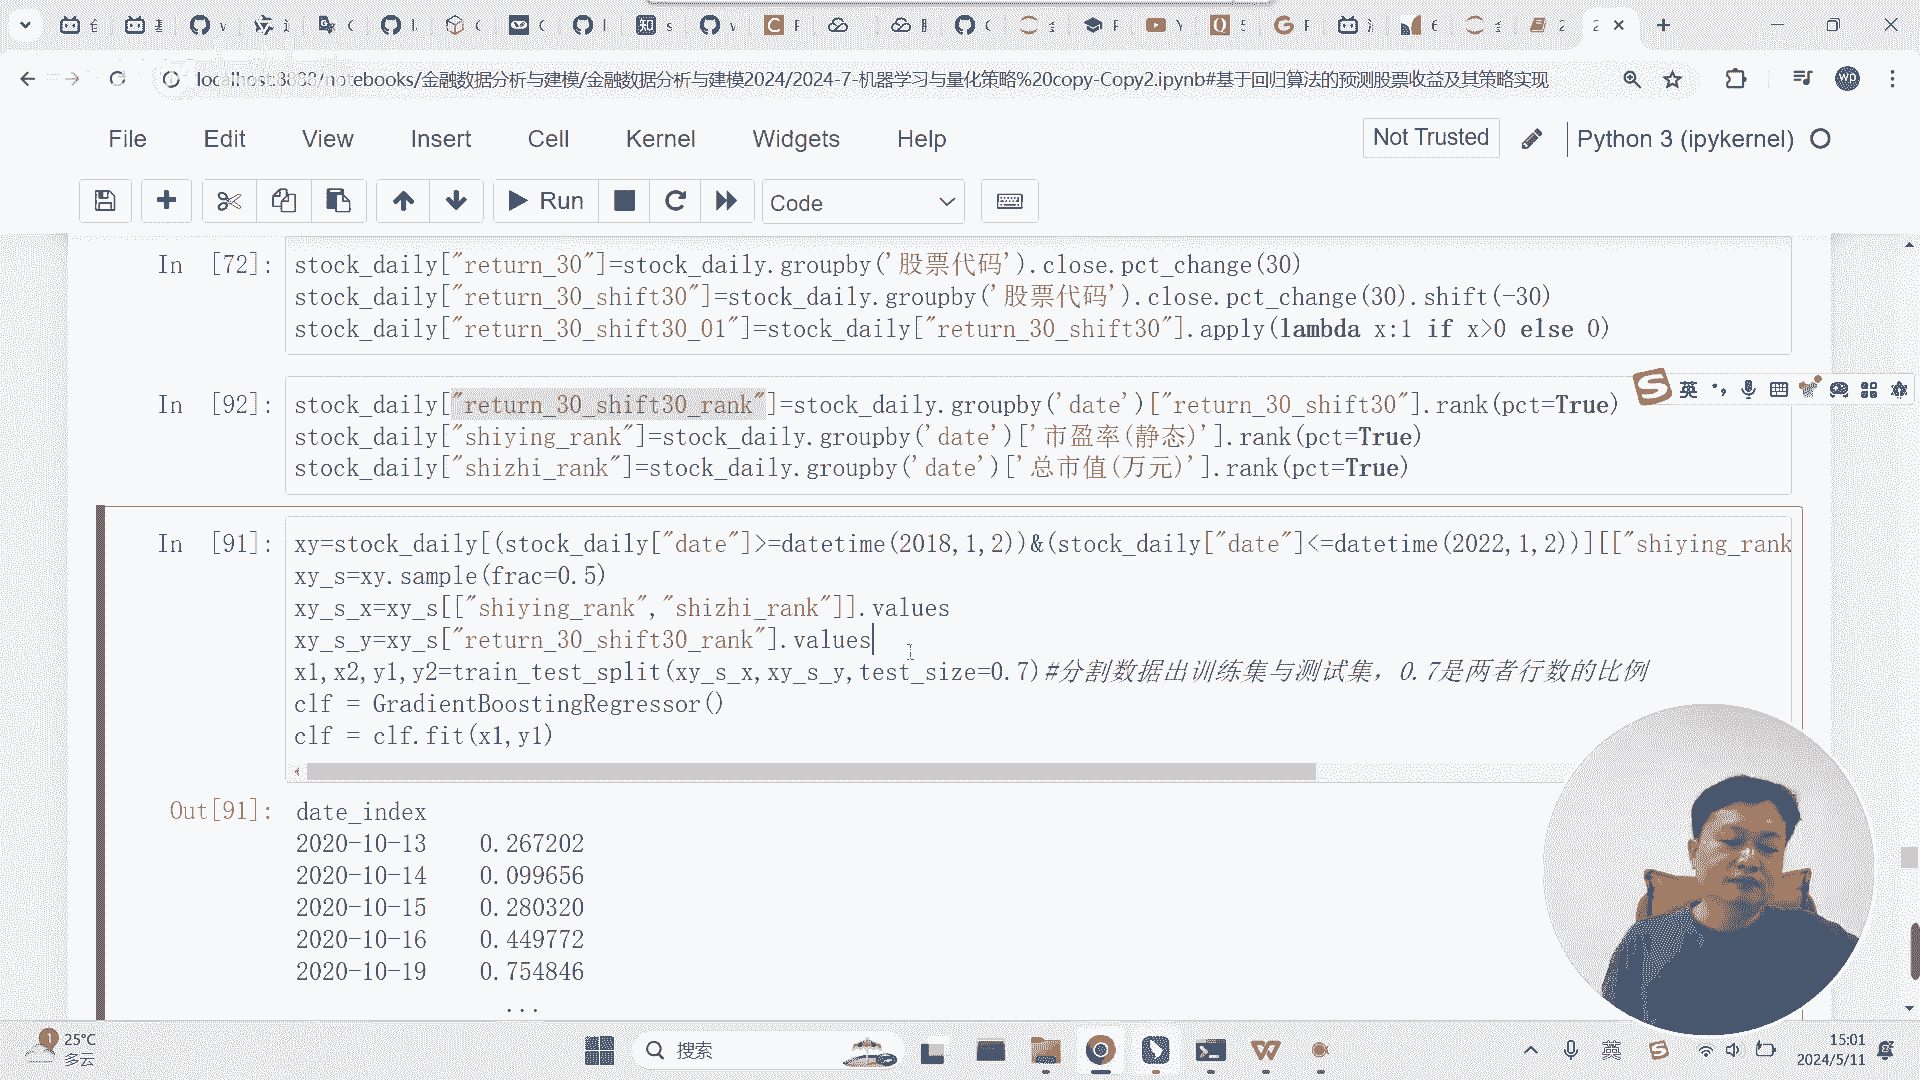 localhost:8888/notebooks/金融数据分析与建模/金融数据分析与建模2024/2024-7-机器学习与量化策略%20copy-Copy2.ipynb#基于回归算法的预测股票收益及其策略实现
wp
File Edit View Insert Cell Kernel Widgets Help
Not Trusted
Python 3 (ipykernel)
Run
Code
In [72]:
stock_daily["return_30"]=stock_daily.groupby('股票代码').close.pct_change(30)
stock_daily["return_30_shift30"]=stock_daily.groupby('股票代码').close.pct_change(30).shift(-30)
stock_daily["return_30_shift30_01"]=stock_daily["return_30_shift30"].apply(lambda x:1 if x>0 else 0)
In [92]:
stock_daily["return_30_shift30_rank"]=stock_daily.groupby('date')["return_30_shift30"].rank(pct=True)
stock_daily["shiying_rank"]=stock_daily.groupby('date')['市盈率(静态)'].rank(pct=True)
stock_daily["shizhi_rank"]=stock_daily.groupby('date')['总市值(万元)'].rank(pct=True)
英
In [91]:
xy=stock_daily[(stock_daily["date"]>=datetime(2018,1,2))&(stock_daily["date"]<=datetime(2022,1,2))][["shiying_rank
xy_s=xy.sample(frac=0.5)
xy_s_x=xy_s[["shiying_rank","shizhi_rank"]].values
xy_s_y=xy_s["return_30_shift30_rank"].values
x1,x2,y1,y2=train_test_split(xy_s_x,xy_s_y,test_size=0.7)#分割数据出训练集与测试集，0.7是两者行数的比例
clf = GradientBoostingRegressor()
clf = clf.fit(x1,y1)
Out[91]:
date_index
2020-10-13 0.267202
2020-10-14 0.099656
2020-10-15 0.280320
2020-10-16 0.449772
2020-10-19 0.754846
...
1
25°C
多云
搜索
英
15:01
2024/5/11